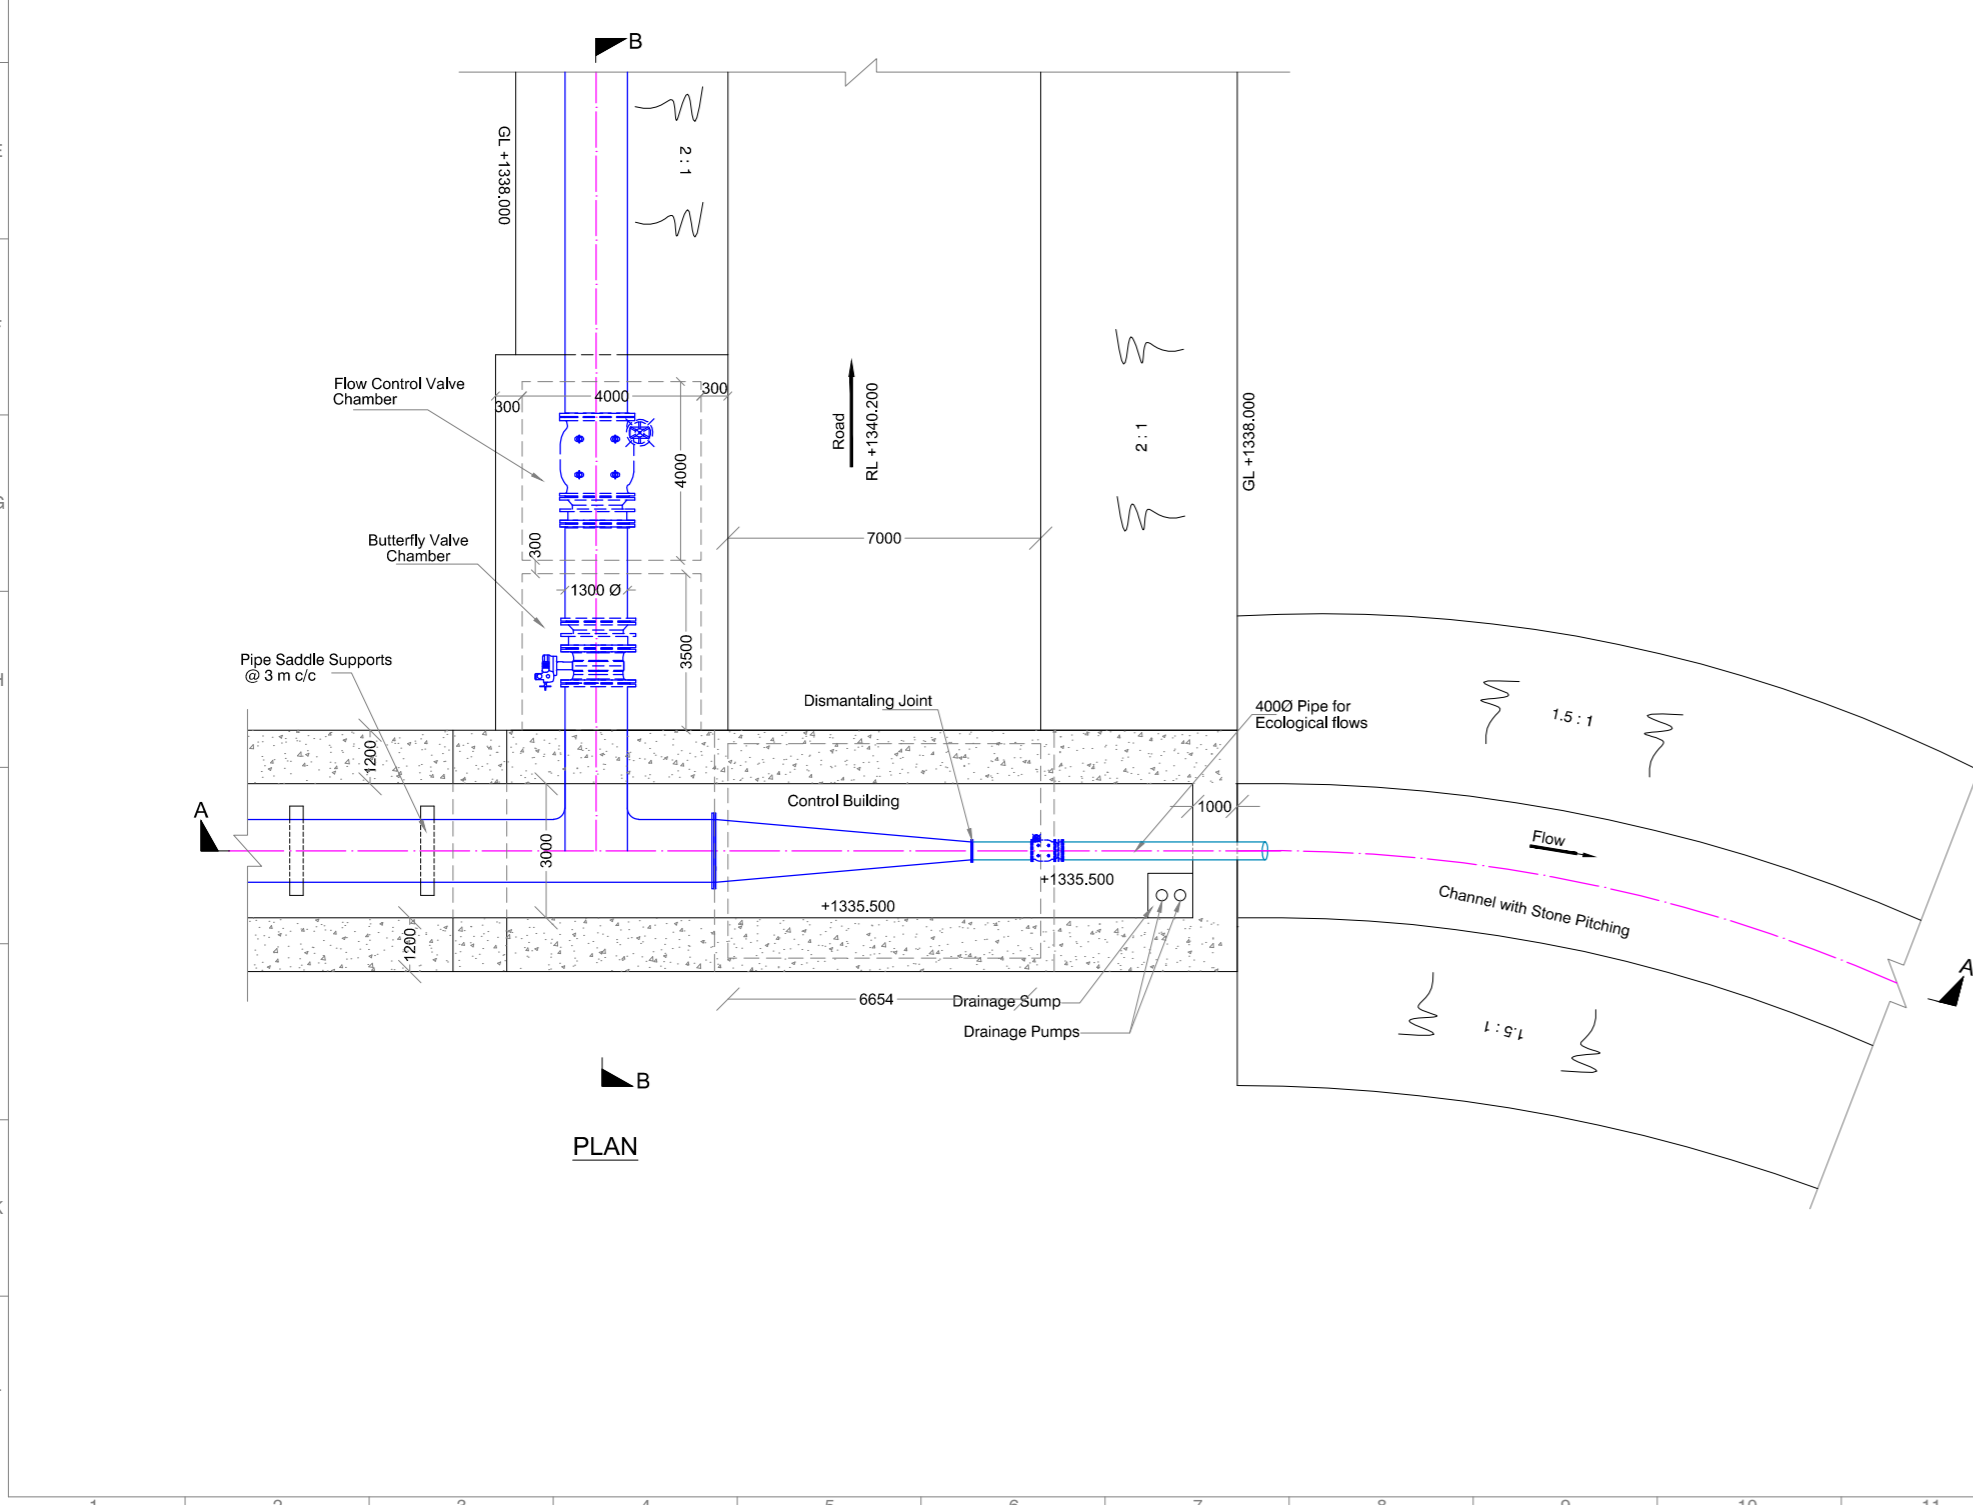 B
GL +1338.000
2 : 1
Flow Control Valve
Chamber
300
4000
300
4000
Road
RL +1340.200
2 : 1
GL +1338.000
7000
Butterfly Valve
Chamber
300
1300 Ø
3500
Pipe Saddle Supports
@ 3 m c/c
Dismantaling Joint
400Ø Pipe for
Ecological flows
1.5 : 1
1200
A
Control Building
1000
3000
Flow
+1335.500
+1335.500
Channel with Stone Pitching
1200
A
6654
Drainage Sump
Drainage Pumps
1.5 : 1
B
PLAN